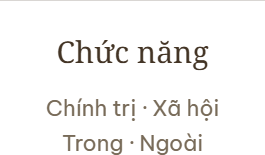 Chức năng
Chính trị · Xã hội
Trong · Ngoài